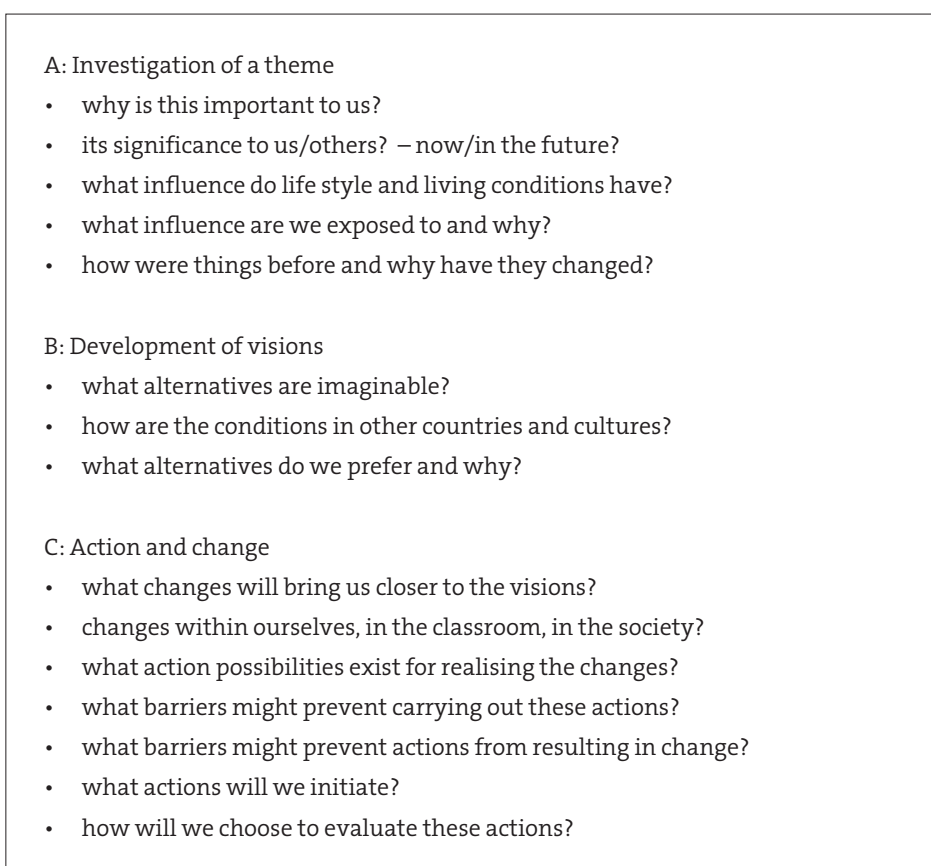 A: Investigation of a theme
• why is this important to us?
• its significance to us/others? – now/in the future?
• what influence do life style and living conditions have?
• what influence are we exposed to and why?
• how were things before and why have they changed?
B: Development of visions
• what alternatives are imaginable?
• how are the conditions in other countries and cultures?
• what alternatives do we prefer and why?
C: Action and change
• what changes will bring us closer to the visions?
• changes within ourselves, in the classroom, in the society?
• what action possibilities exist for realising the changes?
• what barriers might prevent carrying out these actions?
• what barriers might prevent actions from resulting in change?
• what actions will we initiate?
• how will we choose to evaluate these actions?